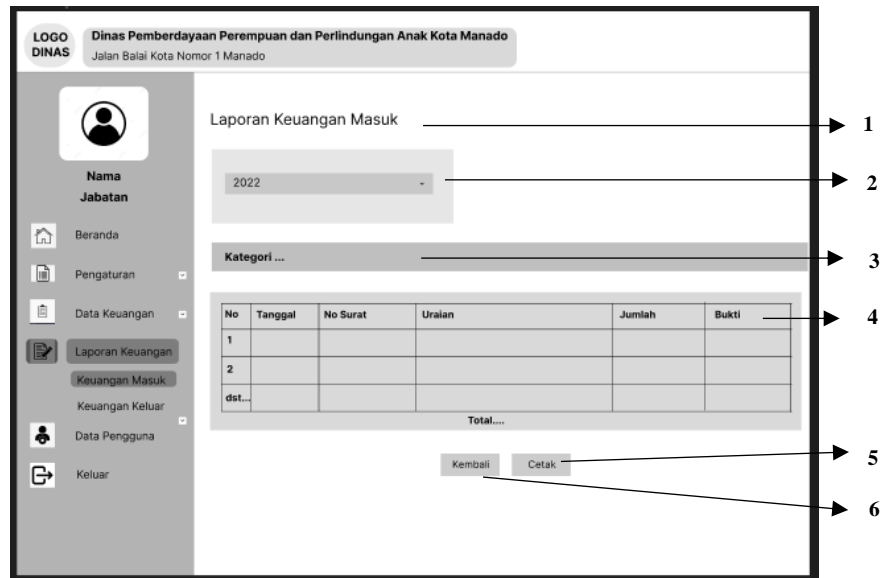 LOGO
DINAS
Dinas Pemberdayaan Perempuan dan Perlindungan Anak Kota Manado
Jalan Balai Kota Nomor 1 Manado
Nama
Jabatan
Beranda
Pengaturan
Data Keuangan
Laporan Keuangan
Keuangan Masuk
Keuangan Keluar
Data Pengguna
Keluar
Laporan Keuangan Masuk
1
2022
2
Kategori ...
3
No Tanggal No Surat Uraian Jumlah Bukti
4
1
2
dst...
Total....
Kembali Cetak
5
6